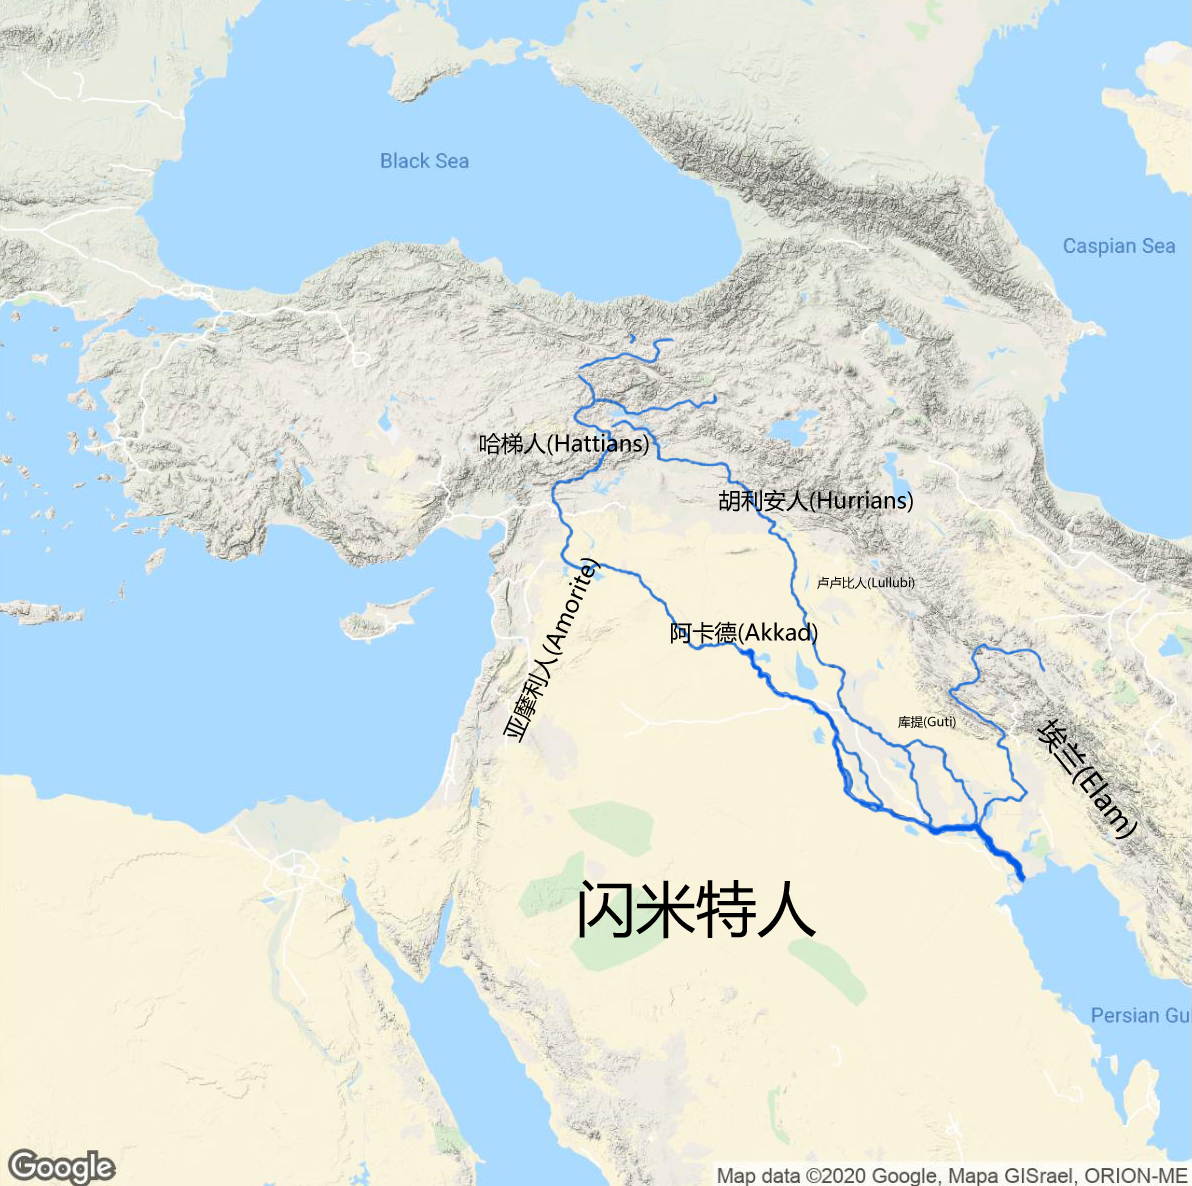 Black Sea
Caspian Sea
哈梯人(Hattians)
胡利安人(Hurrians)
卢卢比人(Lullubi)
亚摩利人(Amorite)
阿卡德(Akkad)
库提(Guti)
埃兰(Elam)
闪米特人
Persian Gu
Google
Map data ©2020 Google, Mapa GISrael, ORION-ME